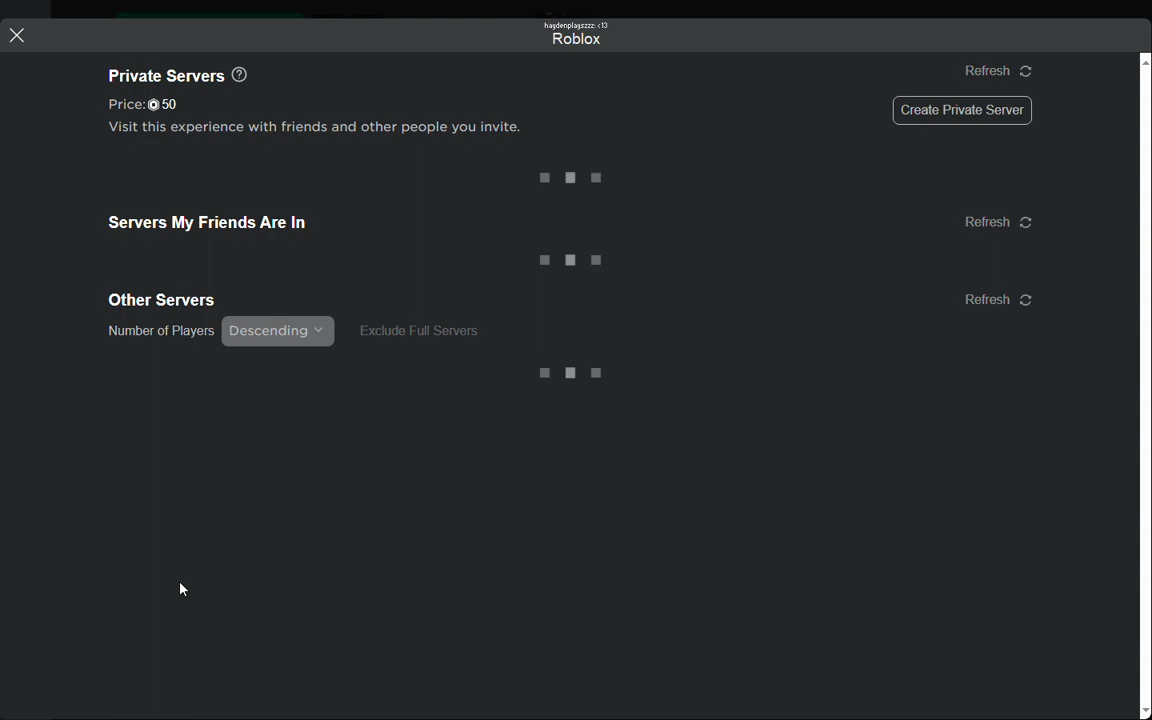 haydenplayszzz: <13
Roblox
Private Servers
Refresh
Price: 50
Create Private Server
Visit this experience with friends and other people you invite.
Servers My Friends Are In
Refresh
Other Servers
Refresh
Number of Players Descending Exclude Full Servers